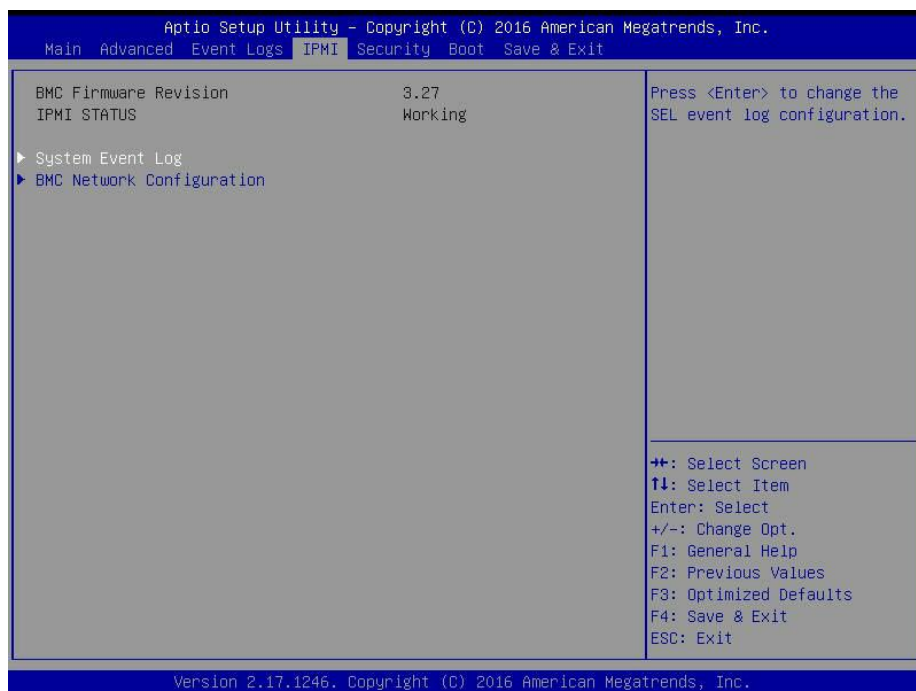 Aptio Setup Utility – Copyright (C) 2016 American Megatrends, Inc.
Main Advanced Event Logs IPMI Security Boot Save & Exit
BMC Firmware Revision 3.27
IPMI STATUS Working
System Event Log
BMC Network Configuration
Press <Enter> to change the
SEL event log configuration.
→←: Select Screen
↑↓: Select Item
Enter: Select
+/-: Change Opt.
F1: General Help
F2: Previous Values
F3: Optimized Defaults
F4: Save & Exit
ESC: Exit
Version 2.17.1246. Copyright (C) 2016 American Megatrends, Inc.